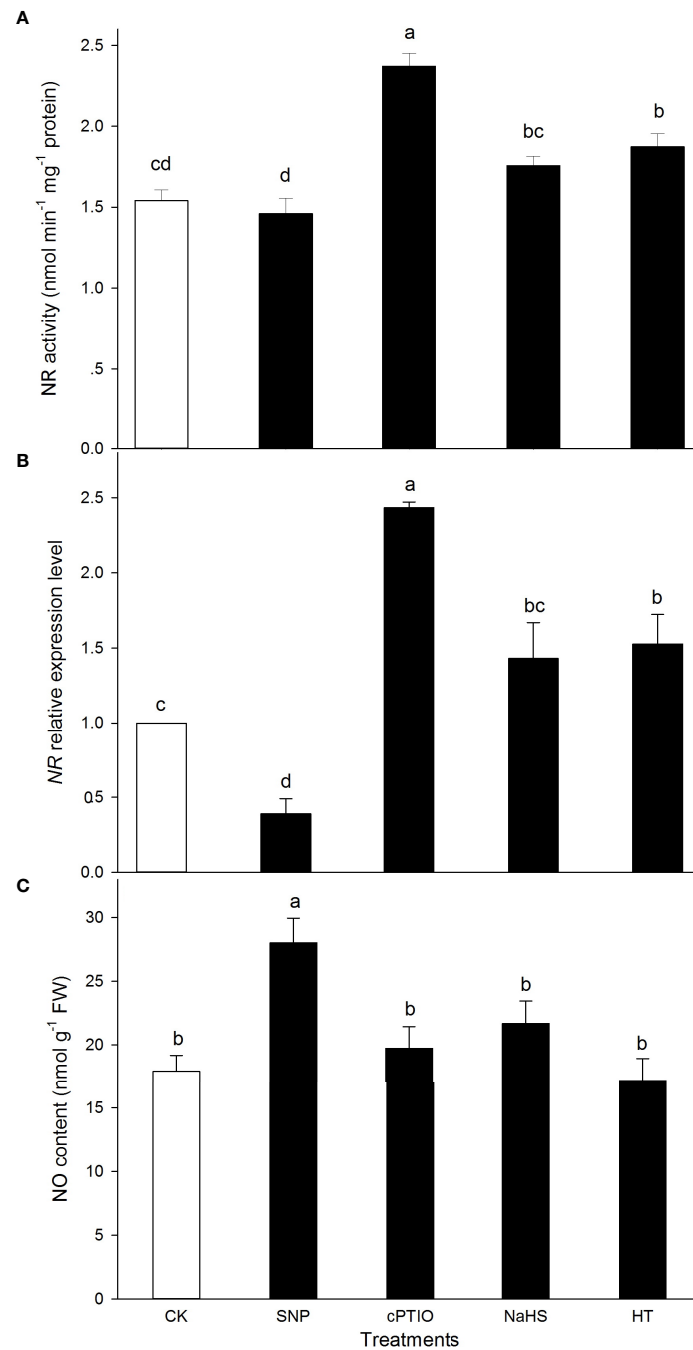 A
NR activity (nmol min-1 mg-1 protein)
2.5
2.0
1.5
1.0
.5
0.0
cd
d
a
bc
b
B
NR relative expression level
2.5
2.0
1.5
1.0
0.5
0.0
c
d
a
bc
b
C
NO content (nmol g-1 FW)
30
25
20
15
10
5
0
b
a
b
b
b
CK SNP cPTIO NaHS HT
Treatments